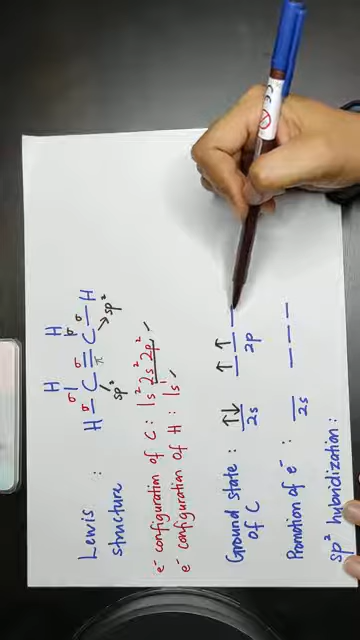 H H
Lewis : H — C = C — H
structure
σ σ σ σ σ π
sp² sp²
e⁻ configuration of C : 1s² 2s² 2p²
e⁻ configuration of H : 1s¹
Ground state : ↑↓ ↑ ↑
of C 2s 2p
Promotion of e⁻ :
2s
sp² hybridization :